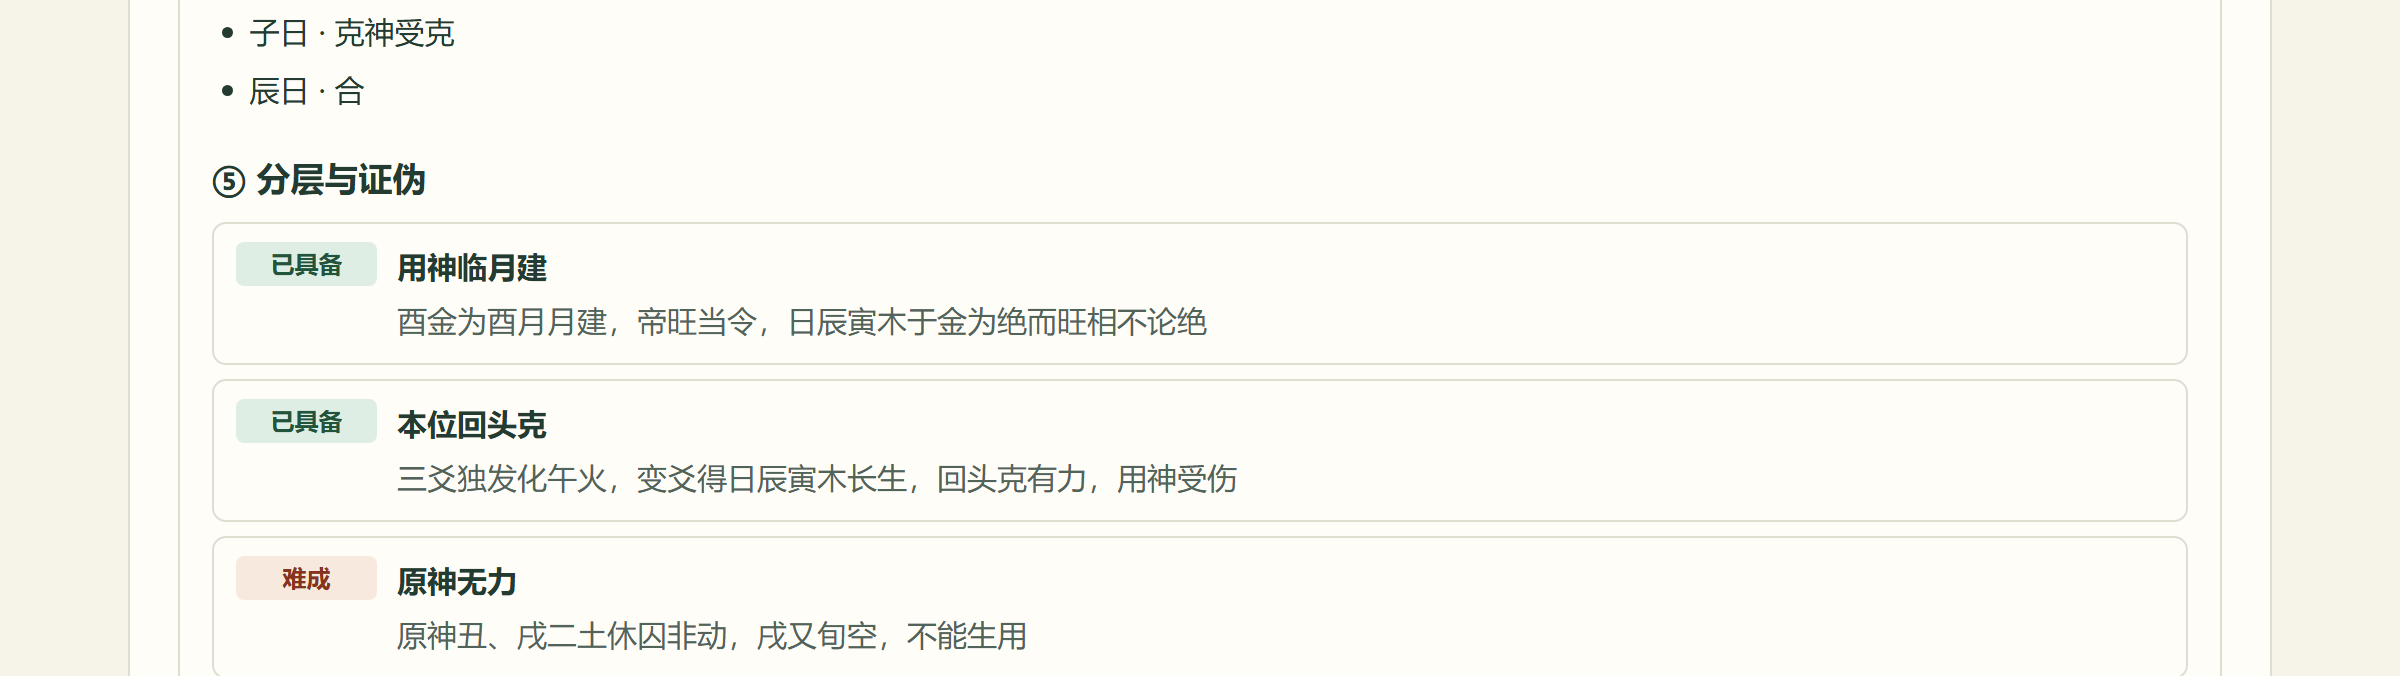 • 子日 · 克神受克
• 辰日 · 合
⑤ 分层与证伪
已具备 用神临月建
酉金为酉月月建，帝旺当令，日辰寅木于金为绝而旺相不论绝
已具备 本位回头克
三爻独发化午火，变爻得日辰寅木长生，回头克有力，用神受伤
难成 原神无力
原神丑、戌二土休囚非动，戌又旬空，不能生用